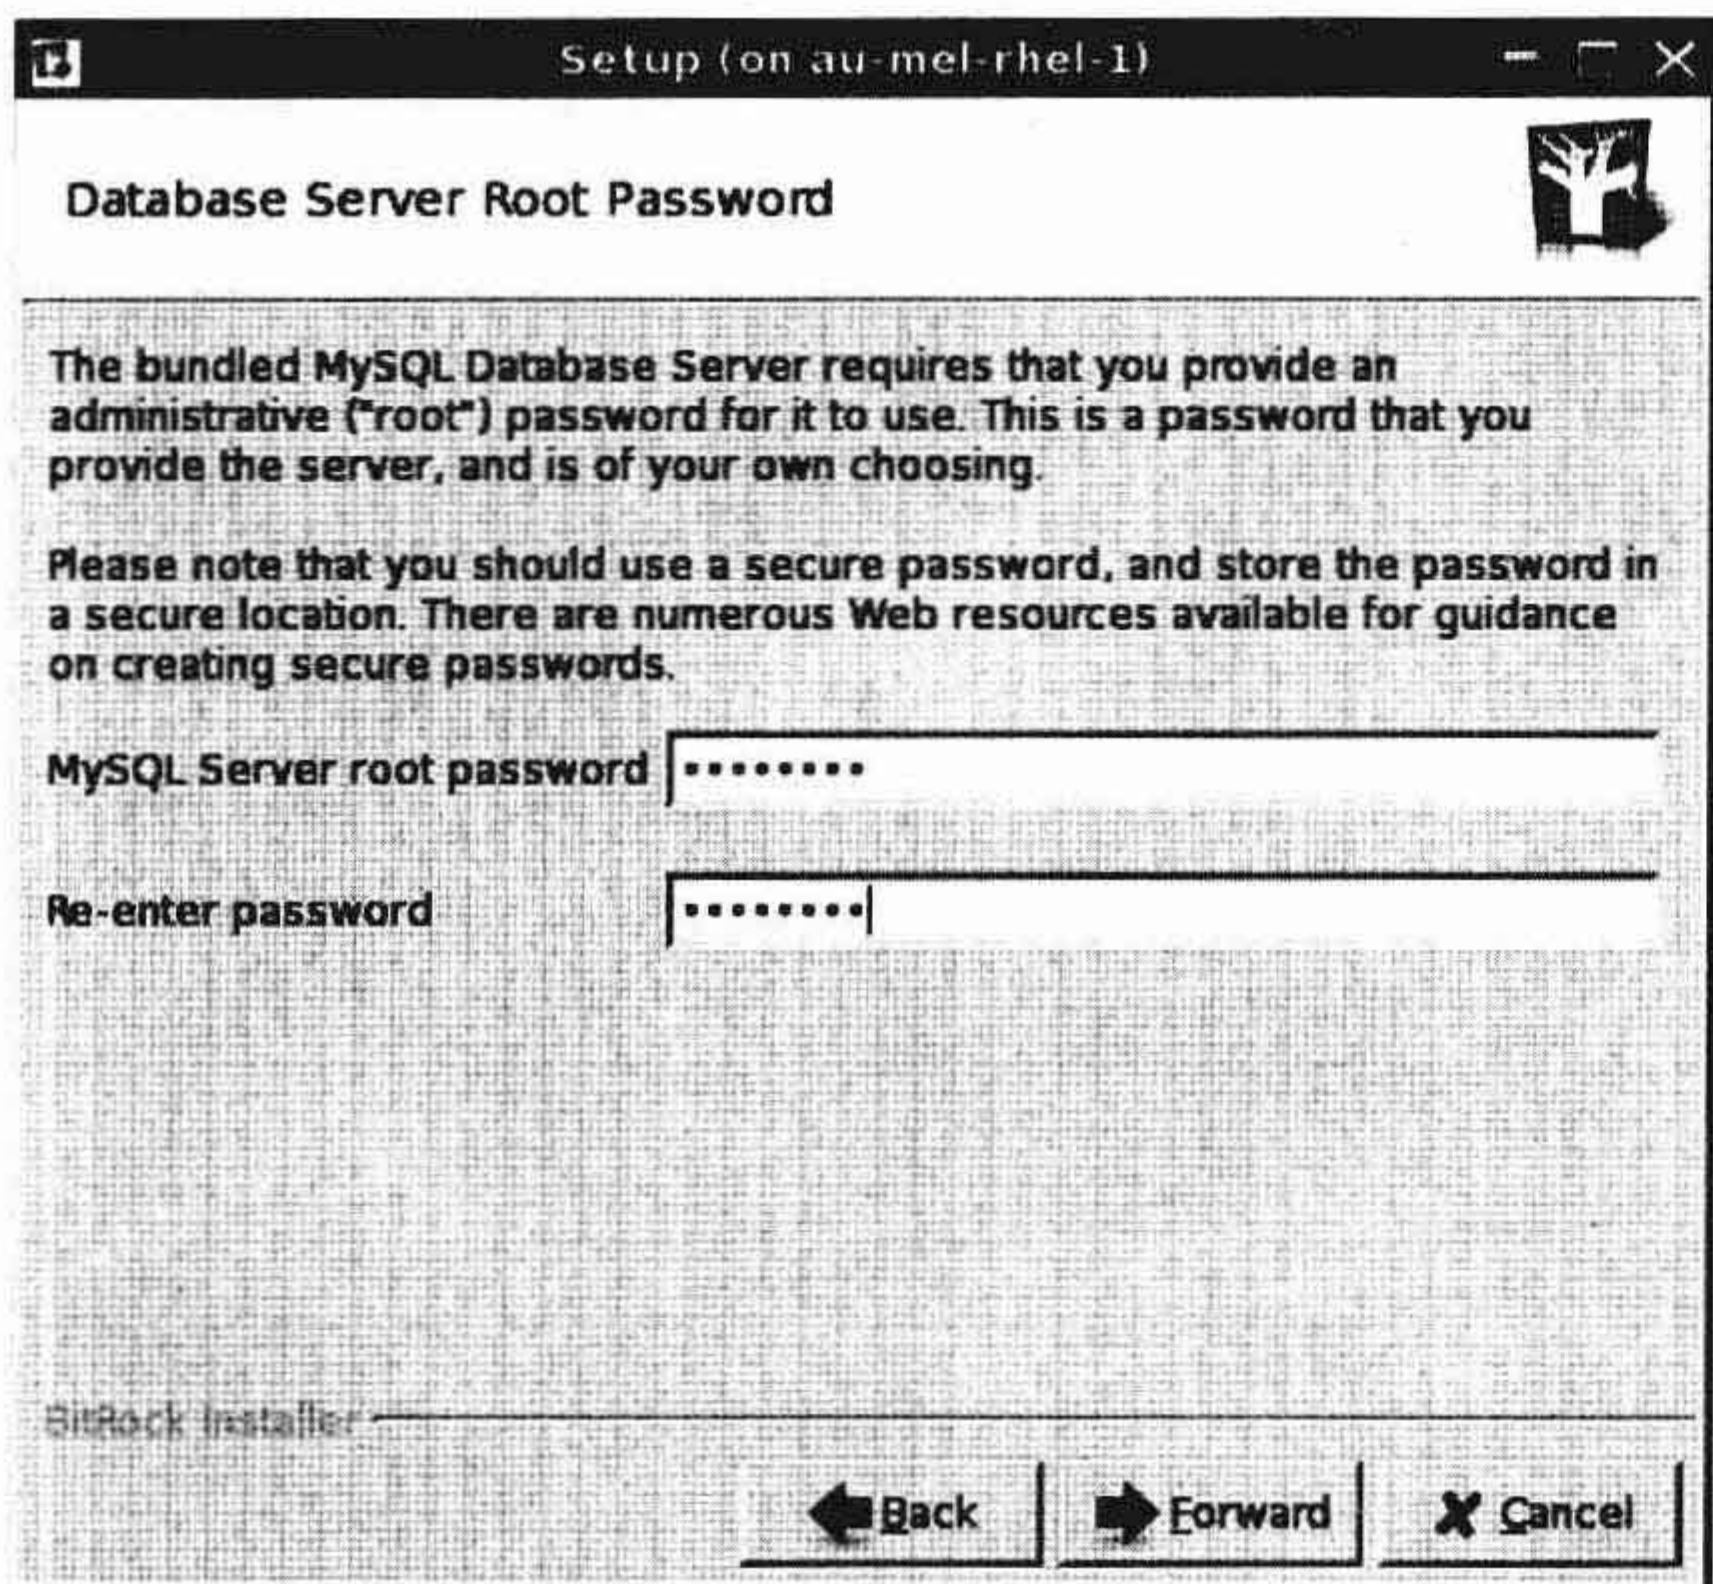 Setup (on au-mel-rhel-1)
Database Server Root Password
The bundled MySQL Database Server requires that you provide an
administrative ("root") password for it to use. This is a password that you
provide the server, and is of your own choosing.
Please note that you should use a secure password, and store the password in
a secure location. There are numerous Web resources available for guidance
on creating secure passwords.
MySQL Server root password ••••••••
Re-enter password ••••••••
BitRock Installer
Back Forward Cancel